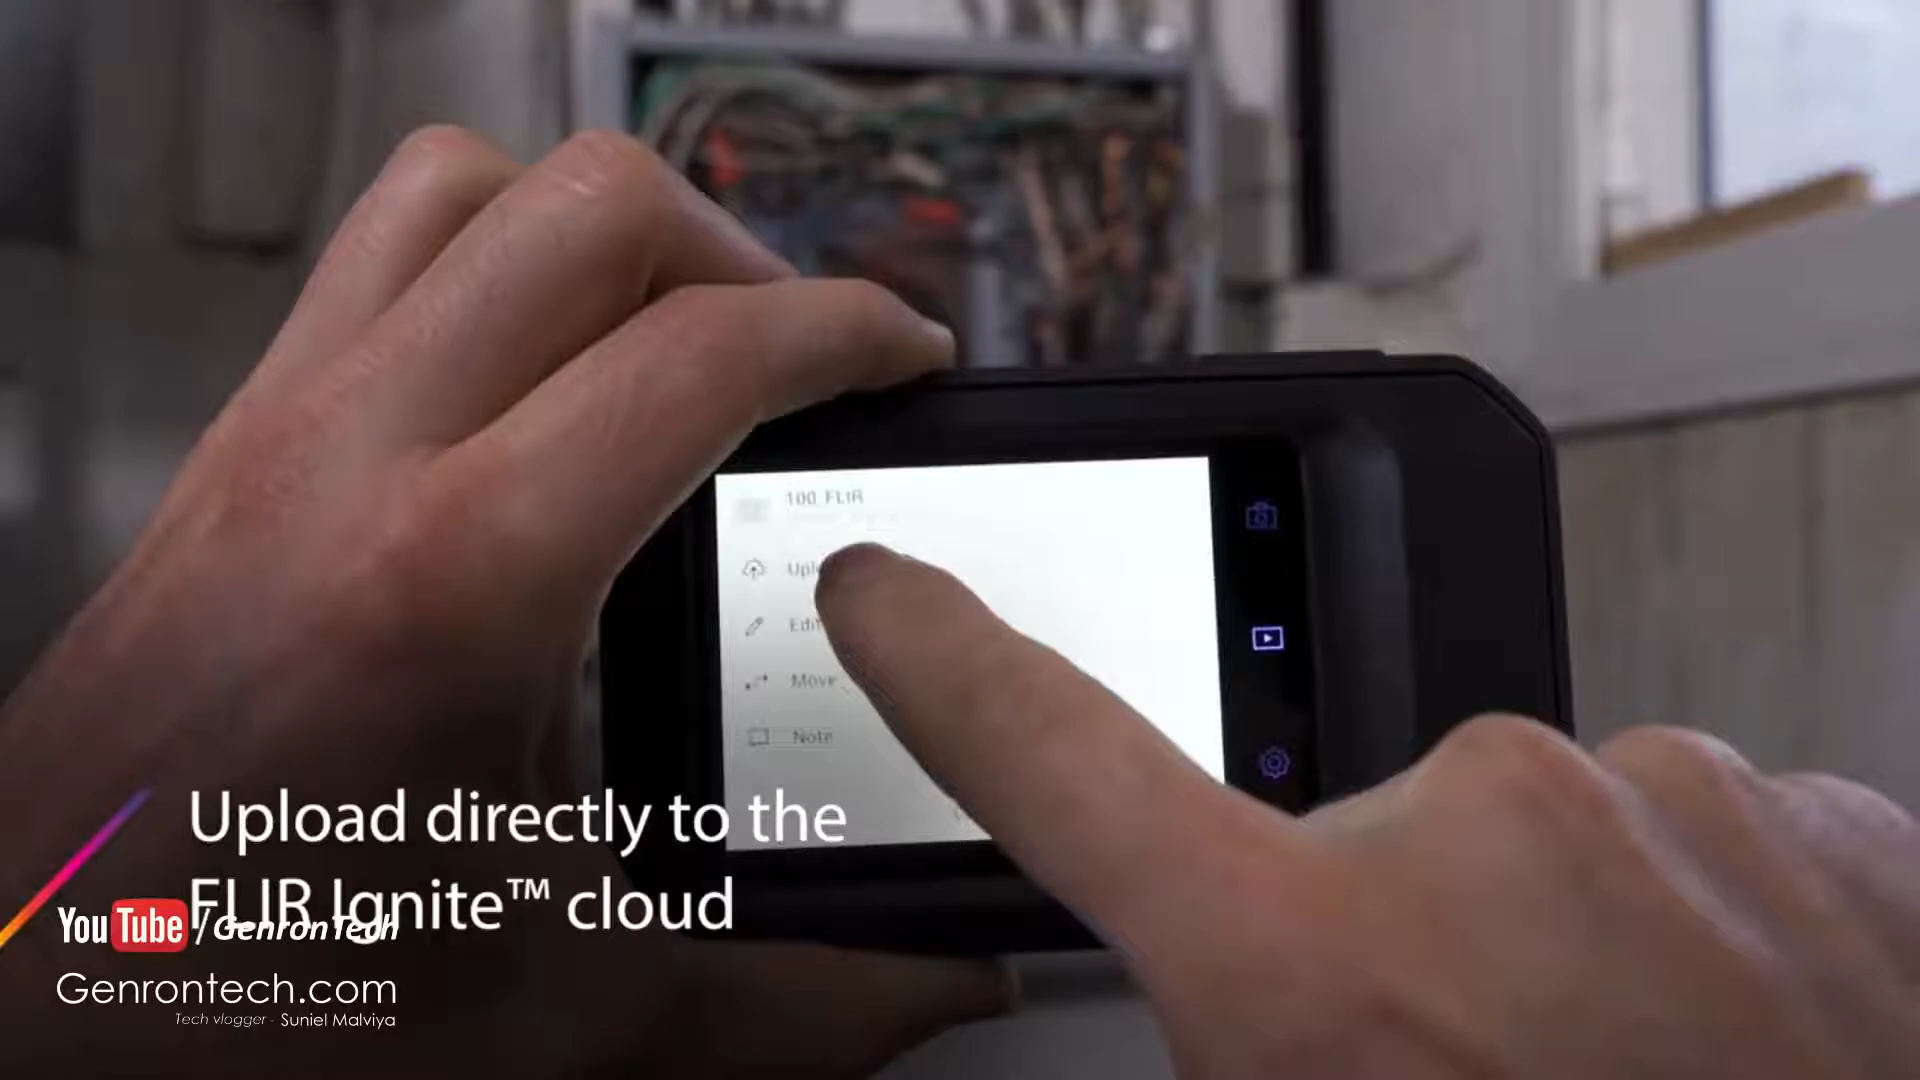 100_FLIR
Move
Note
Upload directly to the
FLIR Ignite™ cloud
YouTube / GenronTech
Genrontech.com
Tech vlogger - Suniel Malviya